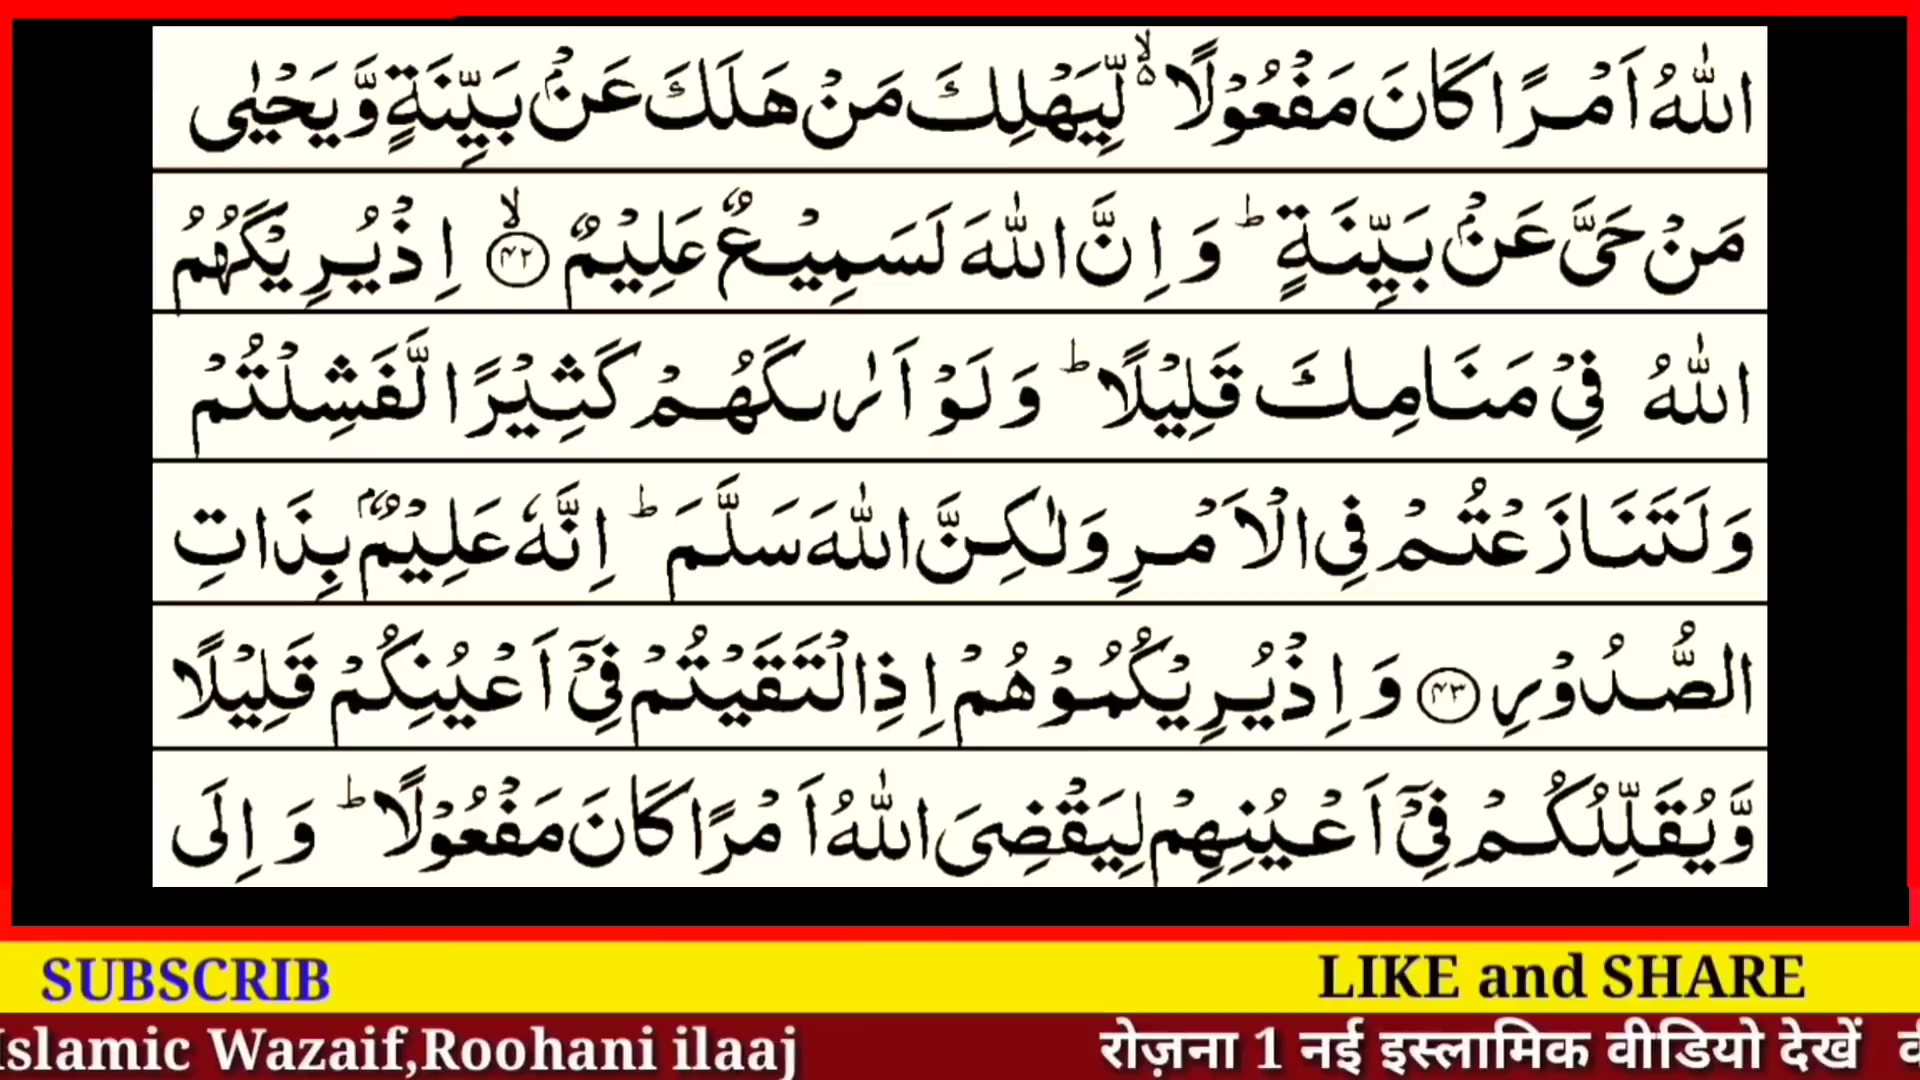 اللّٰهُ اَمْرًا كَانَ مَفْعُوْلًا ۙ۬ لِّیَهْلِكَ مَنْ هَلَكَ عَنْۢ بَیِّنَةٍ وَّیَحْیٰی
مَنْ حَیَّ عَنْۢ بَیِّنَةٍ ؕ وَ اِنَّ اللّٰهَ لَسَمِیْعٌ عَلِیْمٌ ۙ﴿۴۲﴾ اِذْ یُرِیْكَهُمُ
اللّٰهُ فِیْ مَنَامِكَ قَلِیْلًا ؕ وَ لَوْ اَرٰىكَهُمْ كَثِیْرًا لَّفَشِلْتُمْ
وَ لَتَنَازَعْتُمْ فِی الْاَمْرِ وَلٰكِنَّ اللّٰهَ سَلَّمَ ؕ اِنَّهٗ عَلِیْمٌۢ بِذَاتِ
الصُّدُوْرِ ﴿۴۳﴾ وَ اِذْ یُرِیْكُمُوْهُمْ اِذِ الْتَقَیْتُمْ فِیْۤ اَعْیُنِكُمْ قَلِیْلًا
وَّ یُقَلِّلُكُمْ فِیْۤ اَعْیُنِهِمْ لِیَقْضِیَ اللّٰهُ اَمْرًا كَانَ مَفْعُوْلًا ؕ وَ اِلَی
SUBSCRIB LIKE and SHARE
Islamic Wazaif,Roohani ilaaj रोज़ना 1 नई इस्लामिक वीडियो देखें